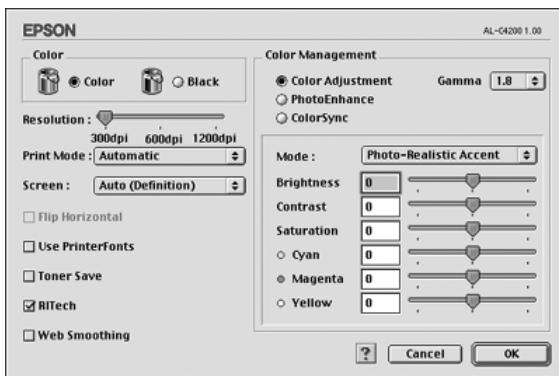 EPSON
AL-C4200 1.00
Color
Color
Black
Resolution :
300dpi 600dpi 1200dpi
Print Mode : Automatic
Screen : Auto (Definition)
Flip Horizontal
Use PrinterFonts
Toner Save
RITech
Web Smoothing
Color Management
Color Adjustment
Gamma 1.8
PhotoEnhance
ColorSync
Mode : Photo-Realistic Accent
Brightness 0
Contrast 0
Saturation 0
Cyan 0
Magenta 0
Yellow 0
? Cancel OK